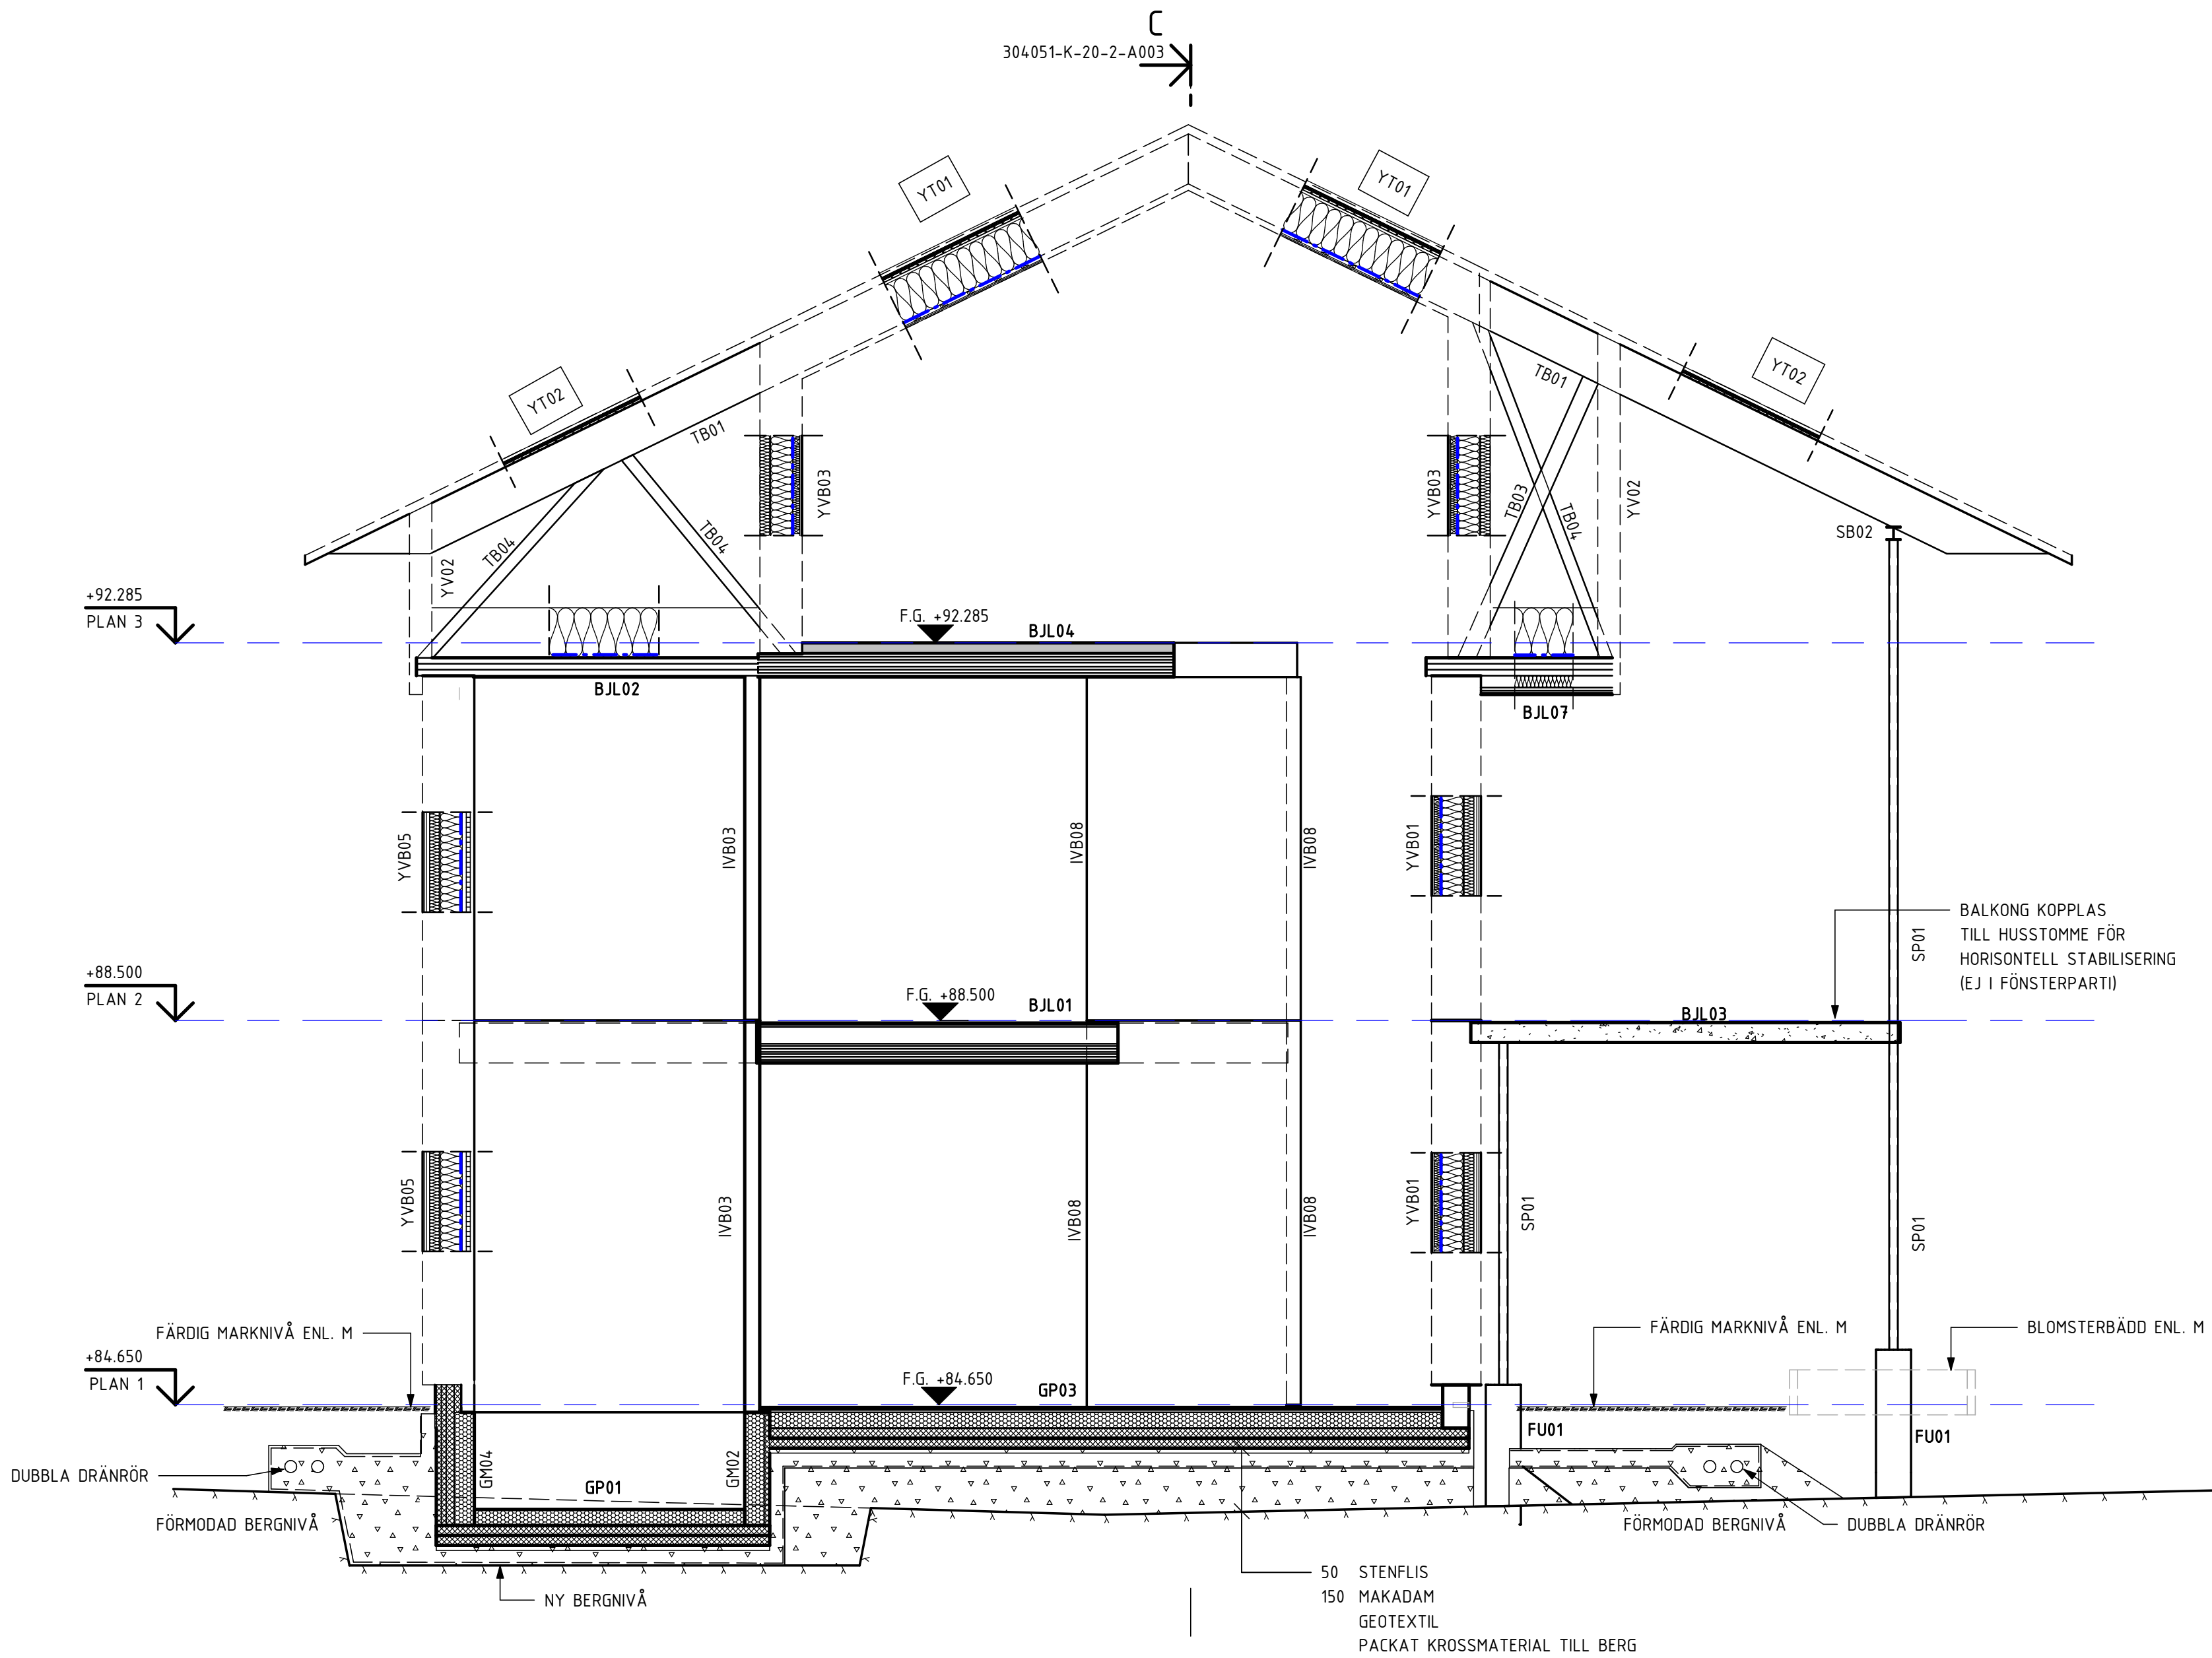 C
304051-K-20-2-A003
YT01
YT01
YT02
YT02
TB01
TB01
YVB03
YVB03
TB03
TB04
YV02
TB04
TB04
YV02
SB02
+92.285
PLAN 3
F.G. +92.285
BJL04
BJL02
BJL07
YVB05
IVB03
IVB08
IVB08
YVB01
BALKONG KOPPLAS
TILL HUSSTOMME FÖR
HORISONTELL STABILISERING
(EJ I FÖNSTERPARTI)
SP01
+88.500
PLAN 2
F.G. +88.500
BJL01
BJL03
YVB05
IVB03
IVB08
IVB08
YVB01
SP01
SP01
FÄRDIG MARKNIVÅ ENL. M
FÄRDIG MARKNIVÅ ENL. M
BLOMSTERBÄDD ENL. M
+84.650
PLAN 1
F.G. +84.650
GP03
FU01
FU01
DUBBLA DRÄNRÖR
GM04
GP01
GM02
FÖRMODAD BERGNIVÅ
FÖRMODAD BERGNIVÅ
DUBBLA DRÄNRÖR
NY BERGNIVÅ
50 STENFLIS
150 MAKADAM
GEOTEXTIL
PACKAT KROSSMATERIAL TILL BERG